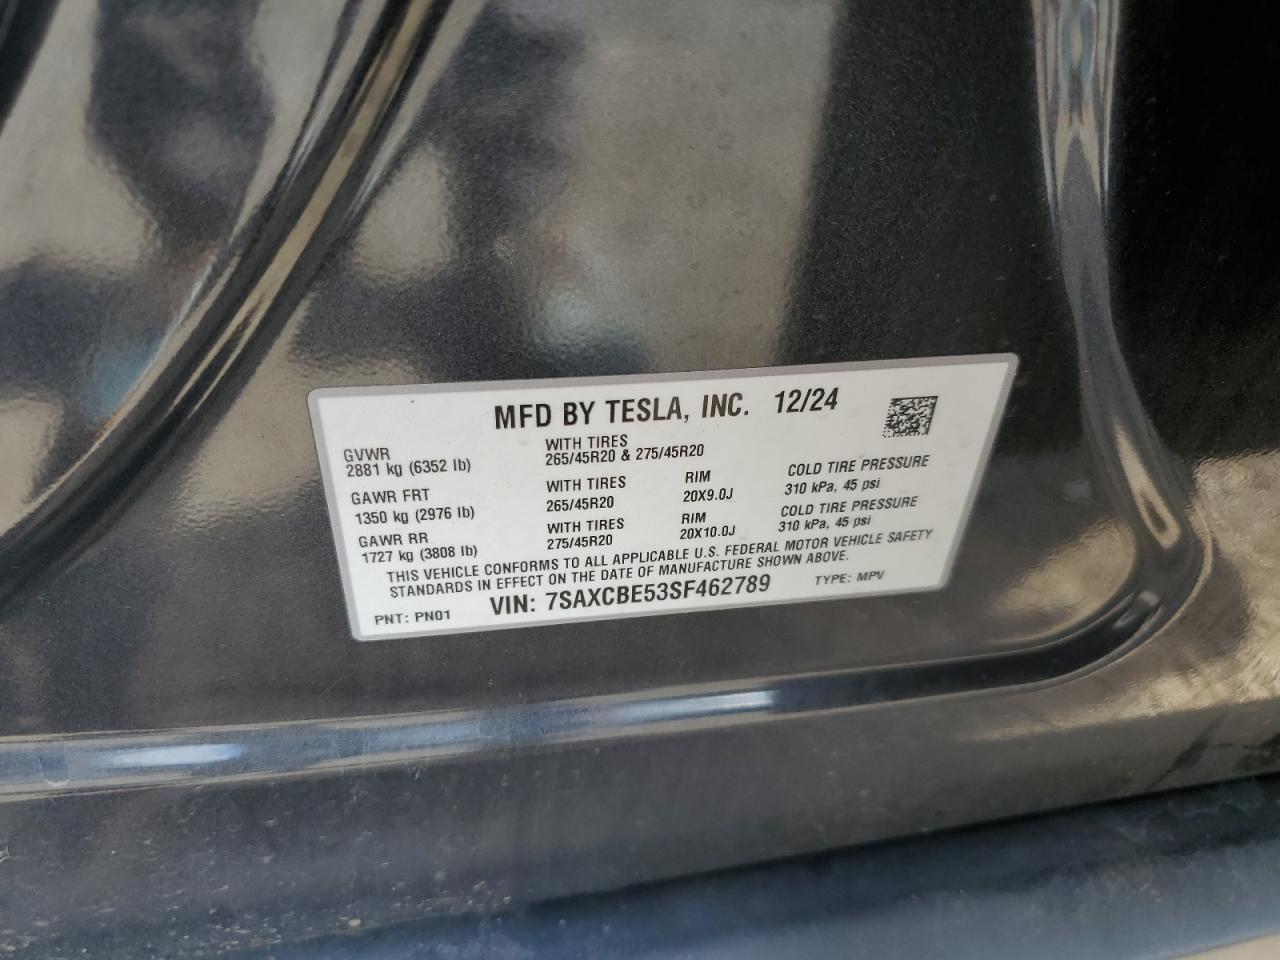 MFD BY TESLA, INC. 12/24
GVWR WITH TIRES
2881 kg (6352 lb) 265/45R20 & 275/45R20
GAWR FRT WITH TIRES RIM COLD TIRE PRESSURE
1350 kg (2976 lb) 265/45R20 20X9.0J 310 kPa, 45 psi
GAWR RR WITH TIRES RIM COLD TIRE PRESSURE
1727 kg (3808 lb) 275/45R20 20X10.0J 310 kPa, 45 psi
THIS VEHICLE CONFORMS TO ALL APPLICABLE U.S. FEDERAL MOTOR VEHICLE SAFETY
STANDARDS IN EFFECT ON THE DATE OF MANUFACTURE SHOWN ABOVE.
PNT: PN01 VIN: 7SAXCBE53SF462789 TYPE: MPV